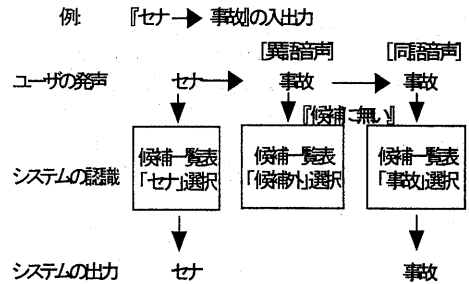 例: 『セナ→事故』の入出力
[異語音声] [同語音声]
ユーザの発声 セナ 事故 事故
『候補に無い』
候補一覧表 候補一覧表 候補一覧表
システムの認識 「セナ」選択 「候補外」選択 「事故」選択
システムの出力 セナ 事故